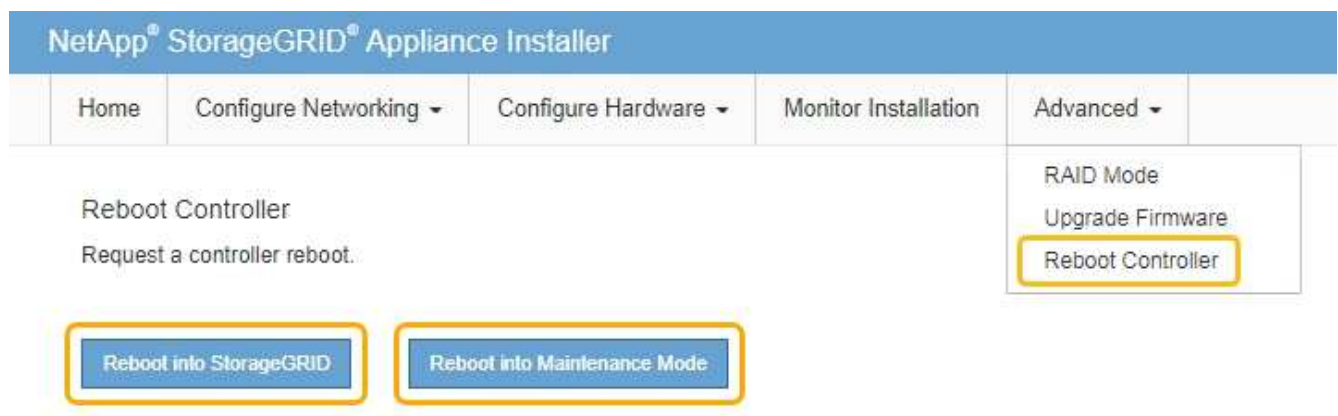 NetApp® StorageGRID® Appliance Installer
Home Configure Networking Configure Hardware Monitor Installation Advanced
RAID Mode
Upgrade Firmware
Reboot Controller
Reboot Controller
Request a controller reboot.
Reboot into StorageGRID Reboot into Maintenance Mode